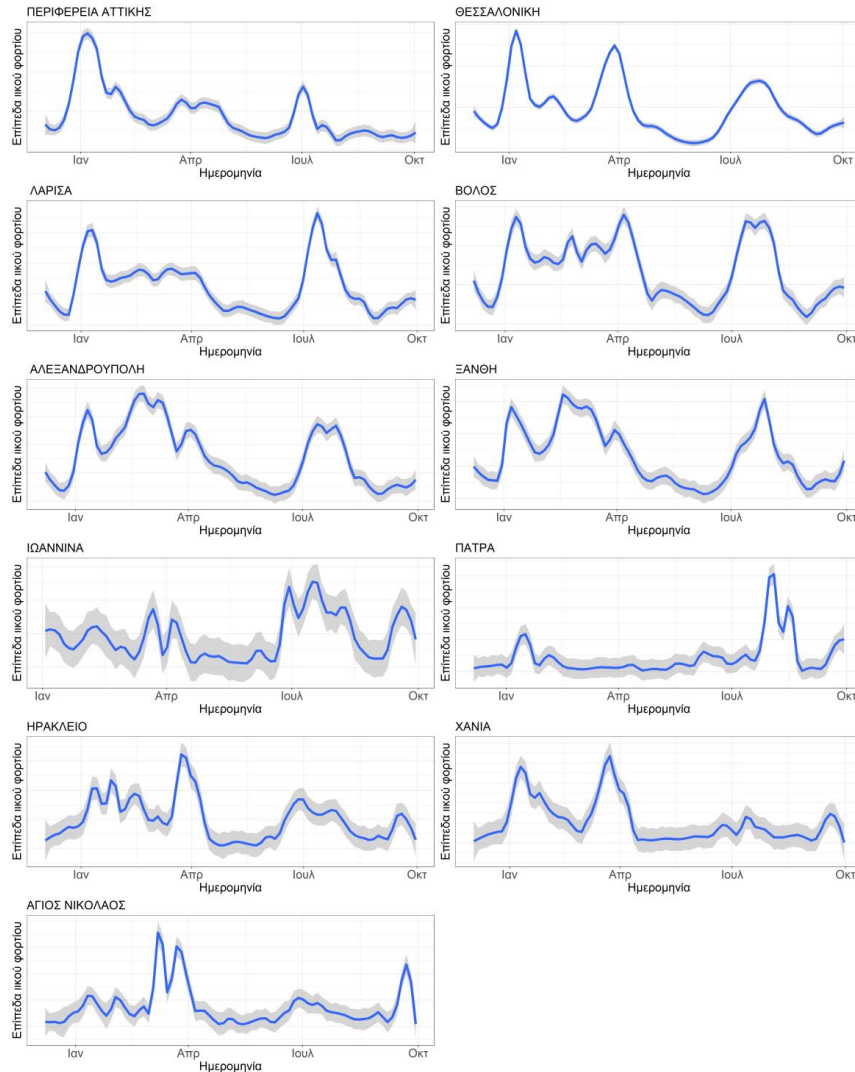 ΠΕΡΙΦΕΡΕΙΑ ΑΤΤΙΚΗΣ
Επίπεδα ιικού φορτίου
Ιαν Απρ Ιουλ Οκτ
Ημερομηνία
ΘΕΣΣΑΛΟΝΙΚΗ
Επίπεδα ιικού φορτίου
Ιαν Απρ Ιουλ Οκτ
Ημερομηνία
ΛΑΡΙΣΑ
Επίπεδα ιικού φορτίου
Ιαν Απρ Ιουλ Οκτ
Ημερομηνία
ΒΟΛΟΣ
Επίπεδα ιικού φορτίου
Ιαν Απρ Ιουλ Οκτ
Ημερομηνία
ΑΛΕΞΑΝΔΡΟΥΠΟΛΗ
Επίπεδα ιικού φορτίου
Ιαν Απρ Ιουλ Οκτ
Ημερομηνία
ΞΑΝΘΗ
Επίπεδα ιικού φορτίου
Ιαν Απρ Ιουλ Οκτ
Ημερομηνία
ΙΩΑΝΝΙΝΑ
Επίπεδα ιικού φορτίου
Ιαν Απρ Ιουλ Οκτ
Ημερομηνία
ΠΑΤΡΑ
Επίπεδα ιικού φορτίου
Ιαν Απρ Ιουλ Οκτ
Ημερομηνία
ΗΡΑΚΛΕΙΟ
Επίπεδα ιικού φορτίου
Ιαν Απρ Ιουλ Οκτ
Ημερομηνία
ΧΑΝΙΑ
Επίπεδα ιικού φορτίου
Ιαν Απρ Ιουλ Οκτ
Ημερομηνία
ΑΓΙΟΣ ΝΙΚΟΛΑΟΣ
Επίπεδα ιικού φορτίου
Ιαν Απρ Ιουλ Οκτ
Ημερομηνία